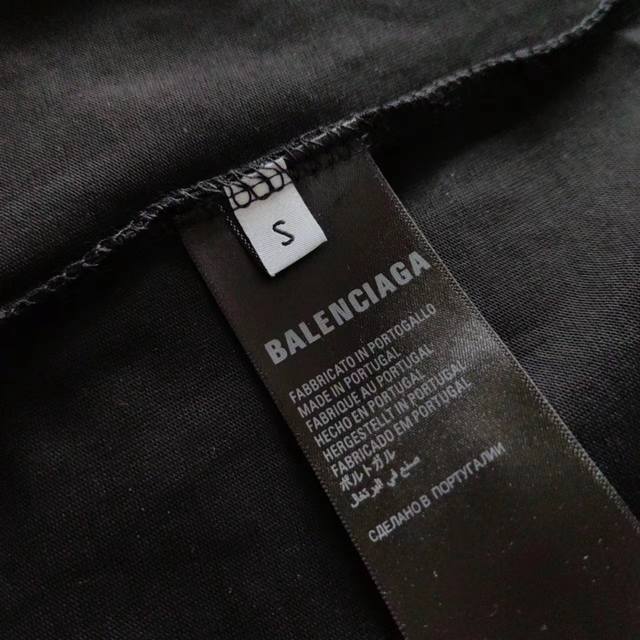 S
BALENCIAGA
FABBRICATO IN PORTOGALLO
MADE IN PORTUGAL
FABRIQUE AU PORTUGAL
HECHO EN PORTUGAL
HERGESTELLT IN PORTUGAL
FABRICADO EM PORTUGAL
ポルトガル
صنع في البرتغال
СДЕЛАНО В ПОРТУГАЛИИ